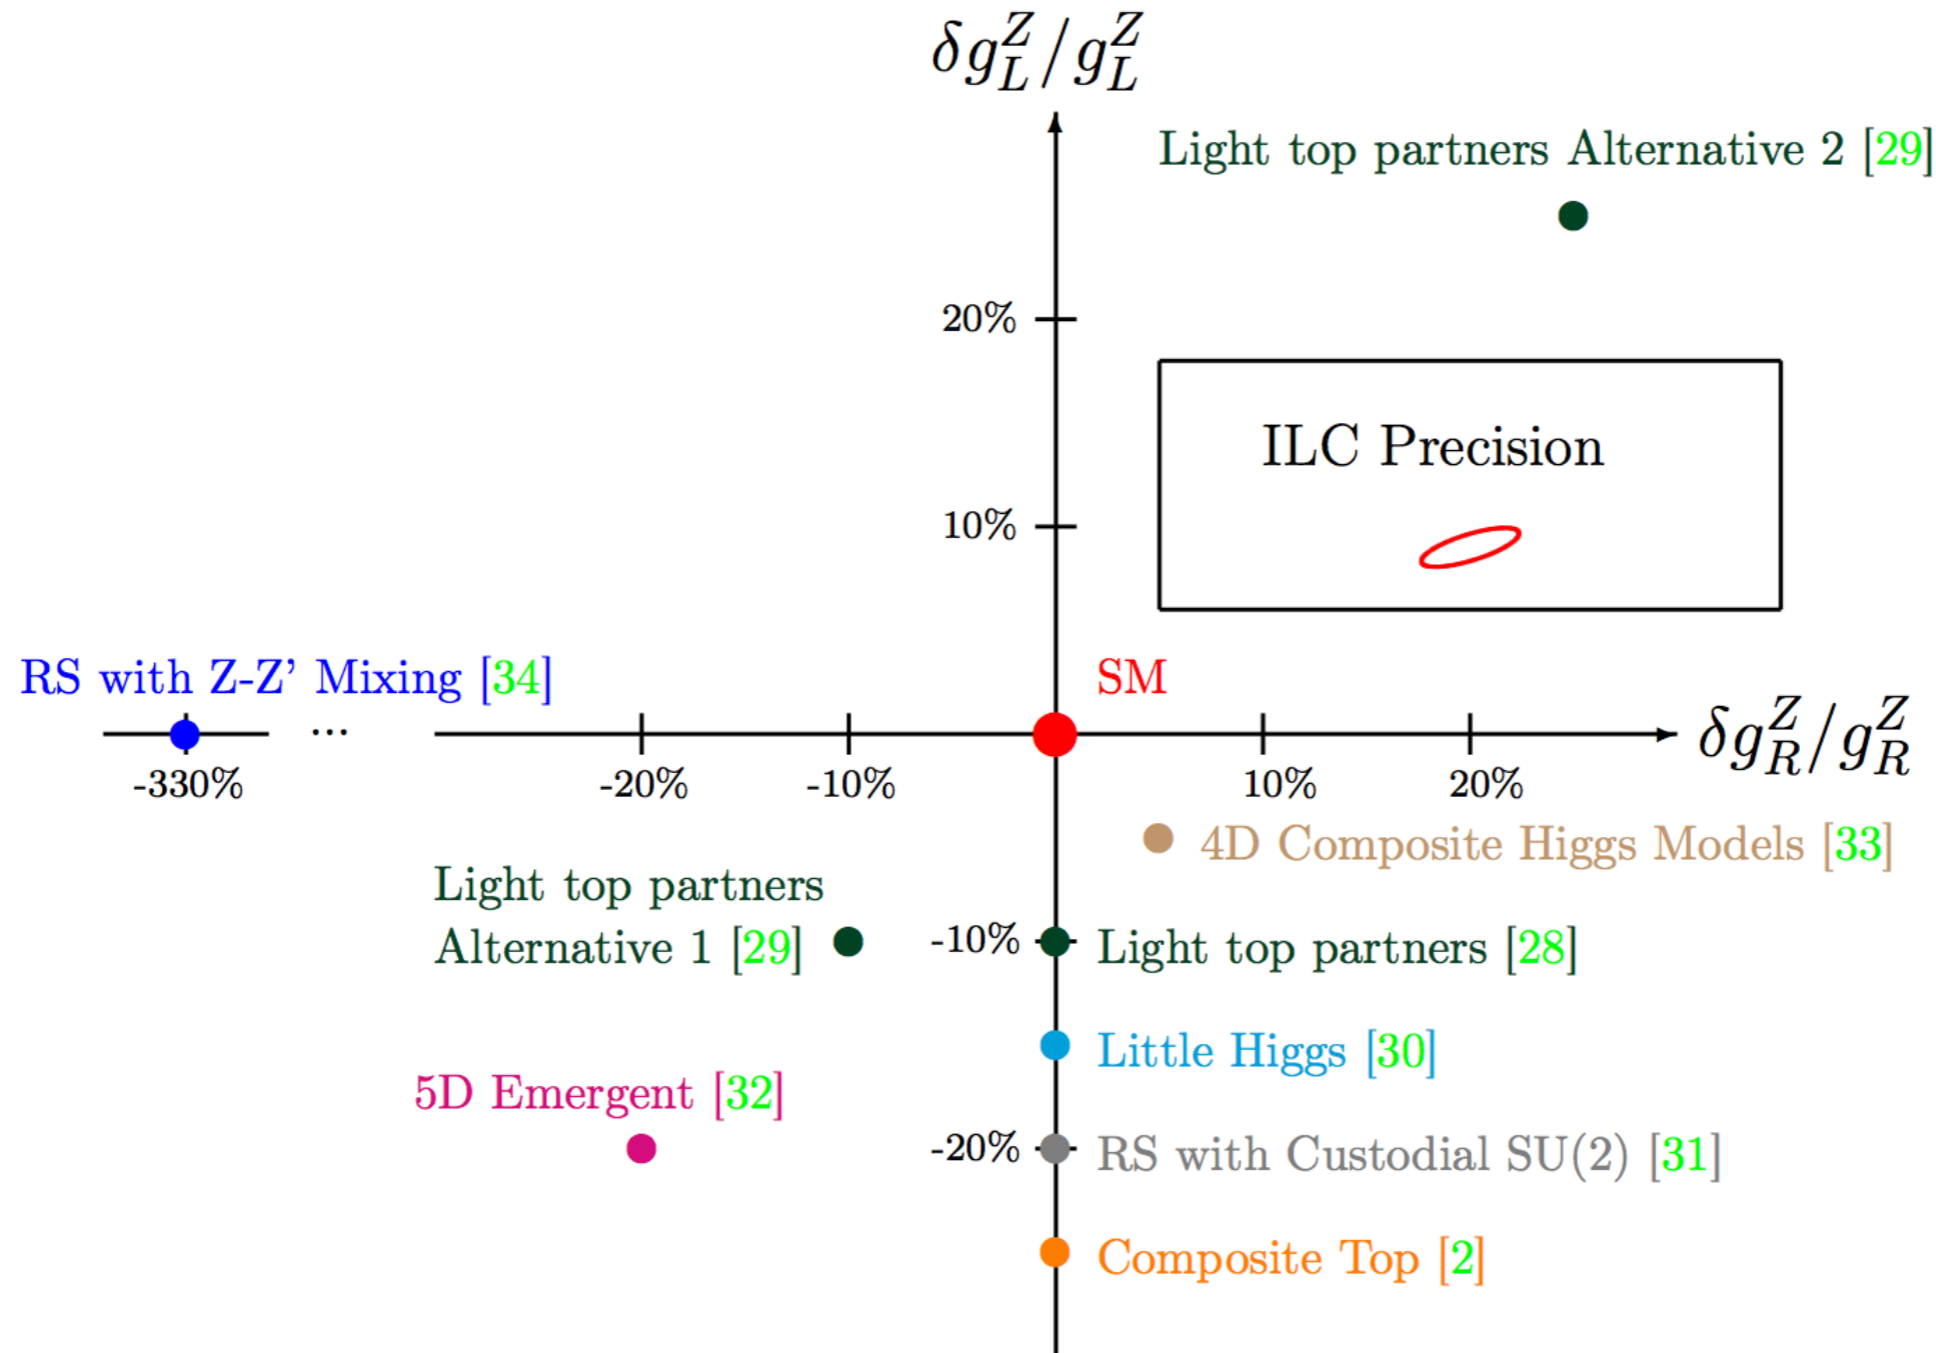 δg_L^Z/g_L^Z
Light top partners Alternative 2 [29]
20%
ILC Precision
10%
RS with Z-Z' Mixing [34]
SM
...
δg_R^Z/g_R^Z
-330%
-20%
-10%
10%
20%
4D Composite Higgs Models [33]
Light top partners
Alternative 1 [29]
-10%
Light top partners [28]
Little Higgs [30]
5D Emergent [32]
-20%
RS with Custodial SU(2) [31]
Composite Top [2]